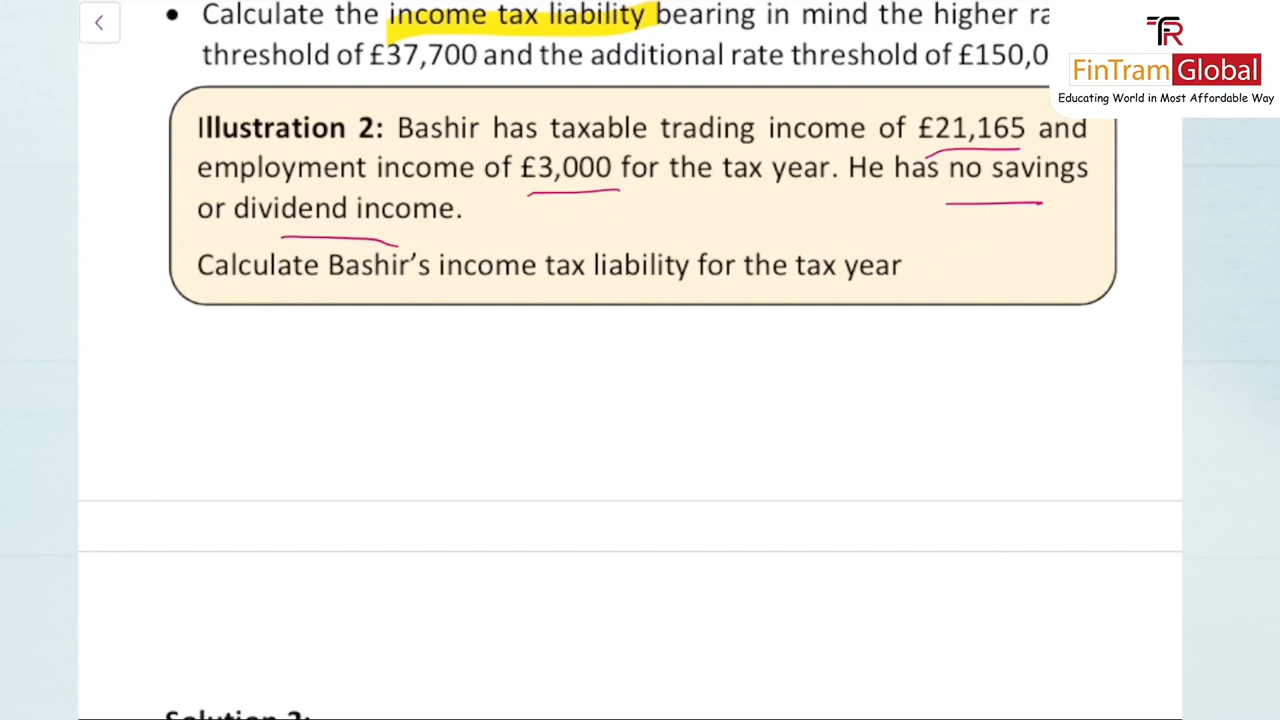 • Calculate the income tax liability bearing in mind the higher ra
threshold of £37,700 and the additional rate threshold of £150,0
TR
FinTram Global
Educating World in Most Affordable Way
Illustration 2: Bashir has taxable trading income of £21,165 and
employment income of £3,000 for the tax year. He has no savings
or dividend income.
Calculate Bashir’s income tax liability for the tax year
Solution 2: